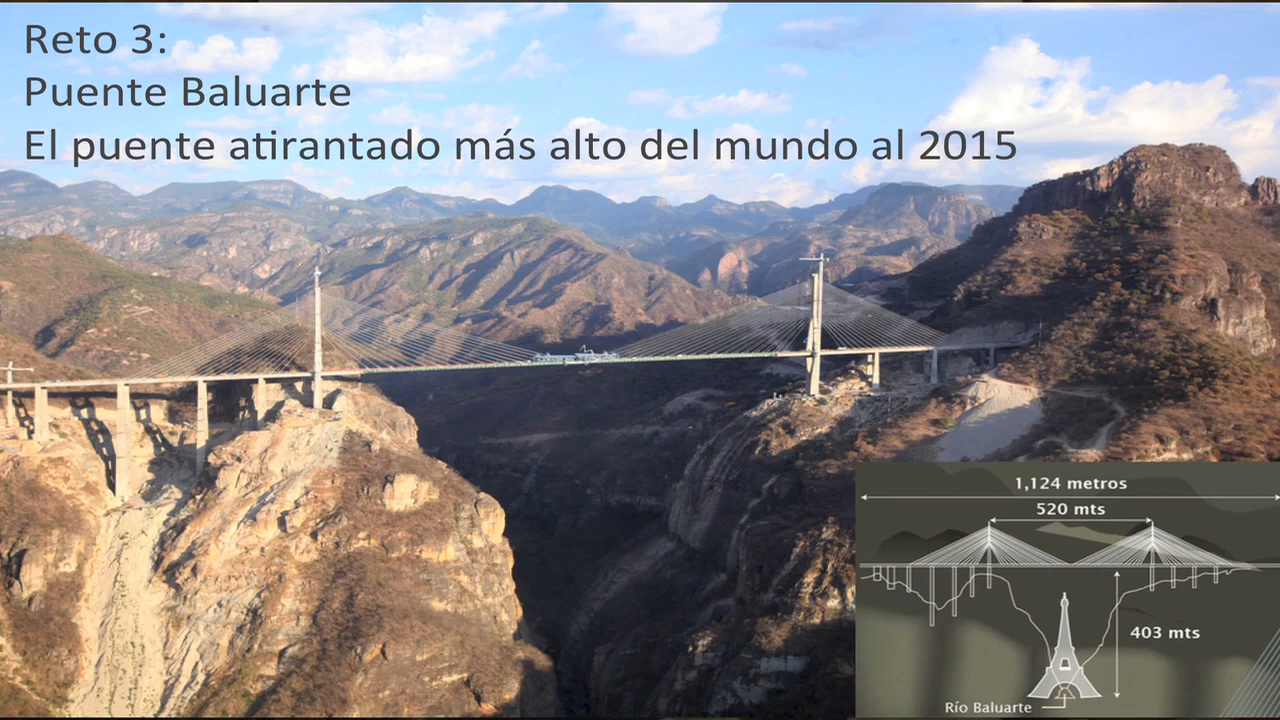 Reto 3:
Puente Baluarte
El puente atirantado más alto del mundo al 2015
1,124 metros
520 mts
403 mts
Río Baluarte